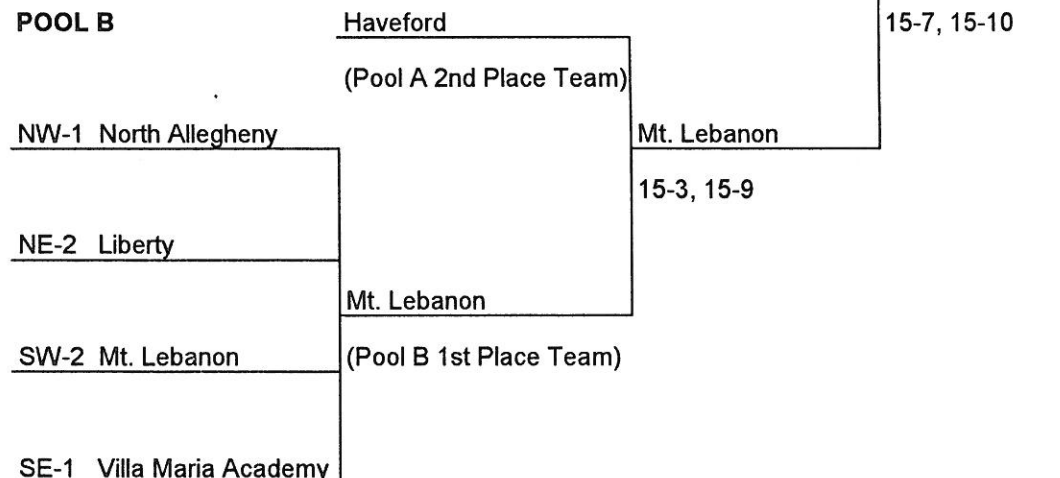 POOL B
Haveford
15-7, 15-10
(Pool A 2nd Place Team)
NW-1 North Allegheny
Mt. Lebanon
15-3, 15-9
NE-2 Liberty
Mt. Lebanon
SW-2 Mt. Lebanon
(Pool B 1st Place Team)
SE-1 Villa Maria Academy